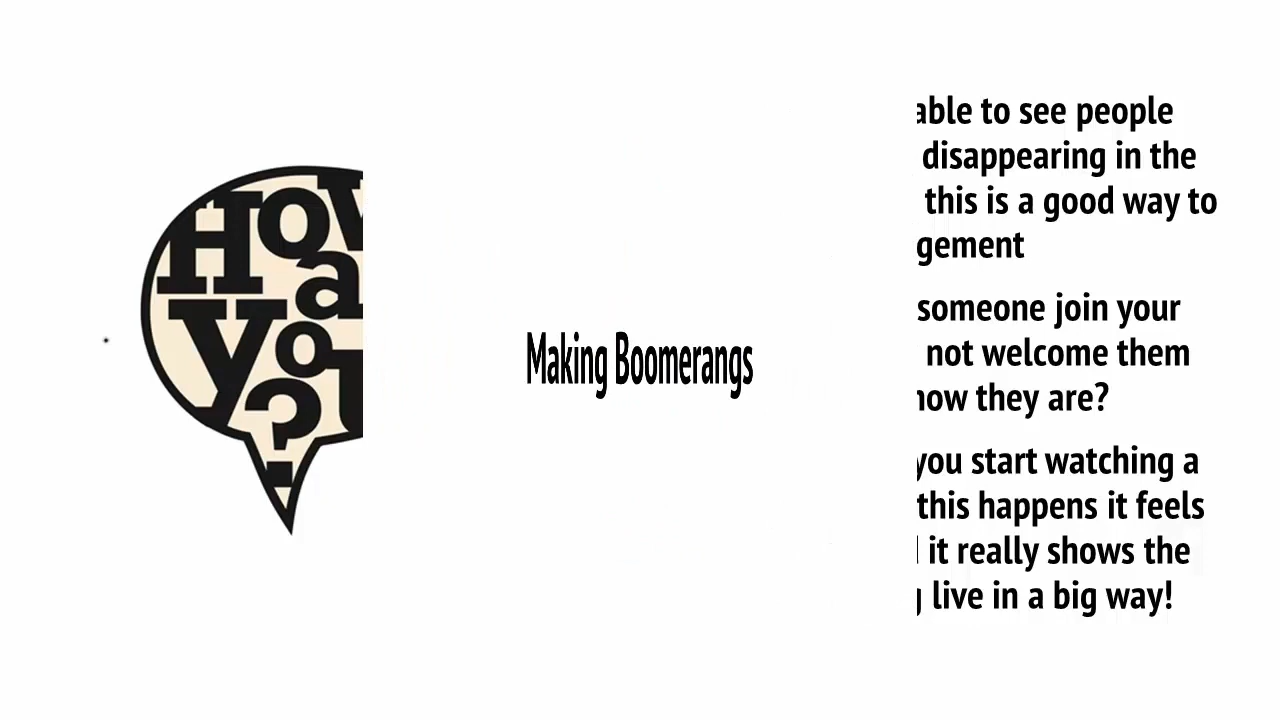 How
a
yo
?
Making Boomerangs
able to see people
disappearing in the
this is a good way to
gement
someone join your
not welcome them
how they are?
you start watching a
this happens it feels
it really shows the
live in a big way!